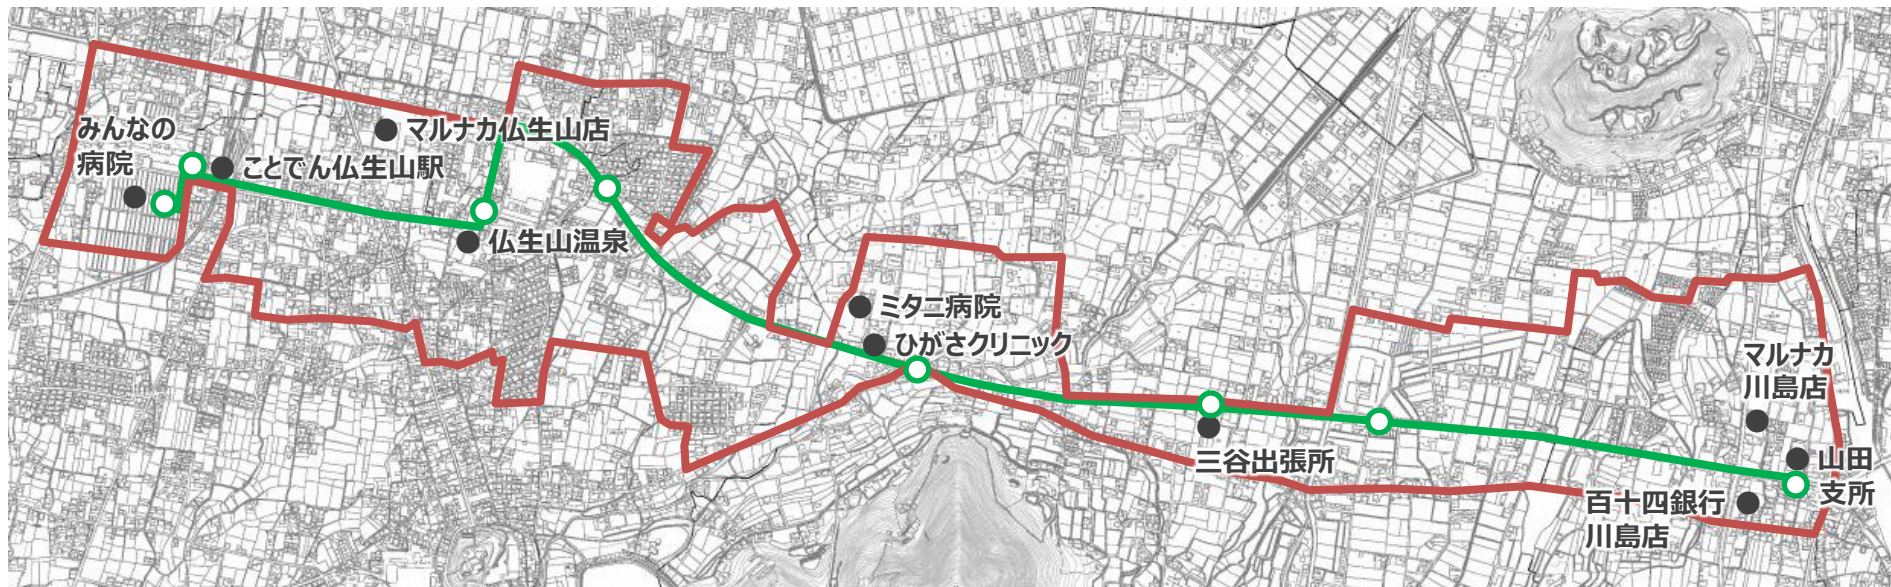 みんなの
病院
ことでん仏生山駅
マルナカ仏生山店
仏生山温泉
ミタニ病院
ひがさクリニック
三谷出張所
マルナカ
川島店
山田
支所
百十四銀行
川島店